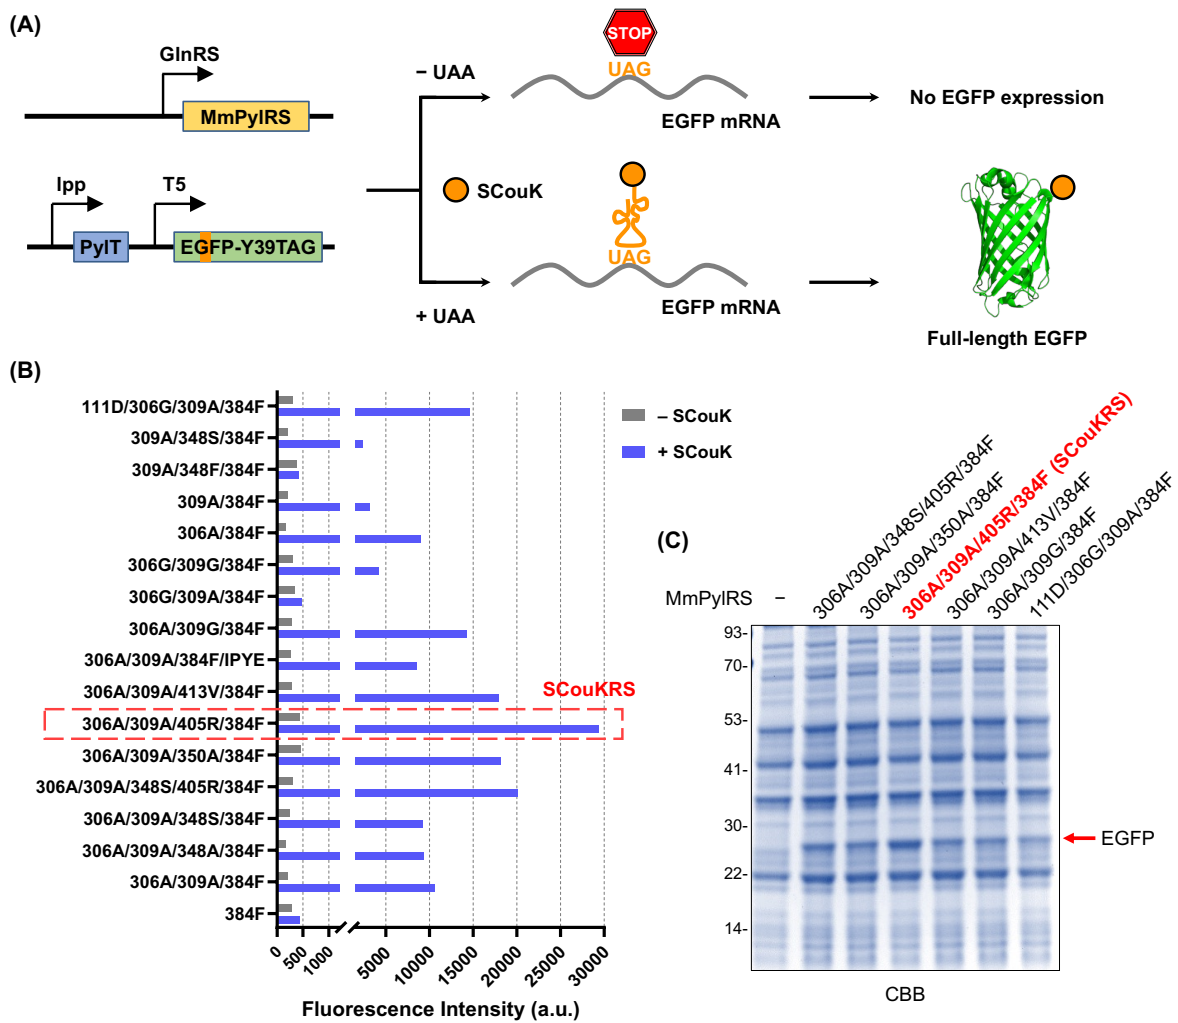 (A)
GlnRS
MmPylRS
lpp
T5
PylT
EGFP-Y39TAG
– UAA
STOP
UAG
EGFP mRNA
No EGFP expression
SCouK
UAG
EGFP mRNA
+ UAA
Full-length EGFP
(B)
111D/306G/309A/384F
309A/348S/384F
309A/348F/384F
309A/384F
306A/384F
306G/309G/384F
306G/309A/384F
306A/309G/384F
306A/309A/384F/IPYE
306A/309A/413V/384F
306A/309A/405R/384F
306A/309A/350A/384F
306A/309A/348S/405R/384F
306A/309A/348S/384F
306A/309A/348A/384F
306A/309A/384F
384F
– SCouK
+ SCouK
SCouKRS
0
500
1000
5000
10000
15000
20000
25000
30000
Fluorescence Intensity (a.u.)
(C)
MmPylRS
–
306A/309A/348S/405R/384F
306A/309A/350A/384F
306A/309A/405R/384F (SCouKRS)
306A/309A/413V/384F
306A/309G/384F
111D/306G/309A/384F
93-
70-
53-
41-
30-
22-
14-
EGFP
CBB